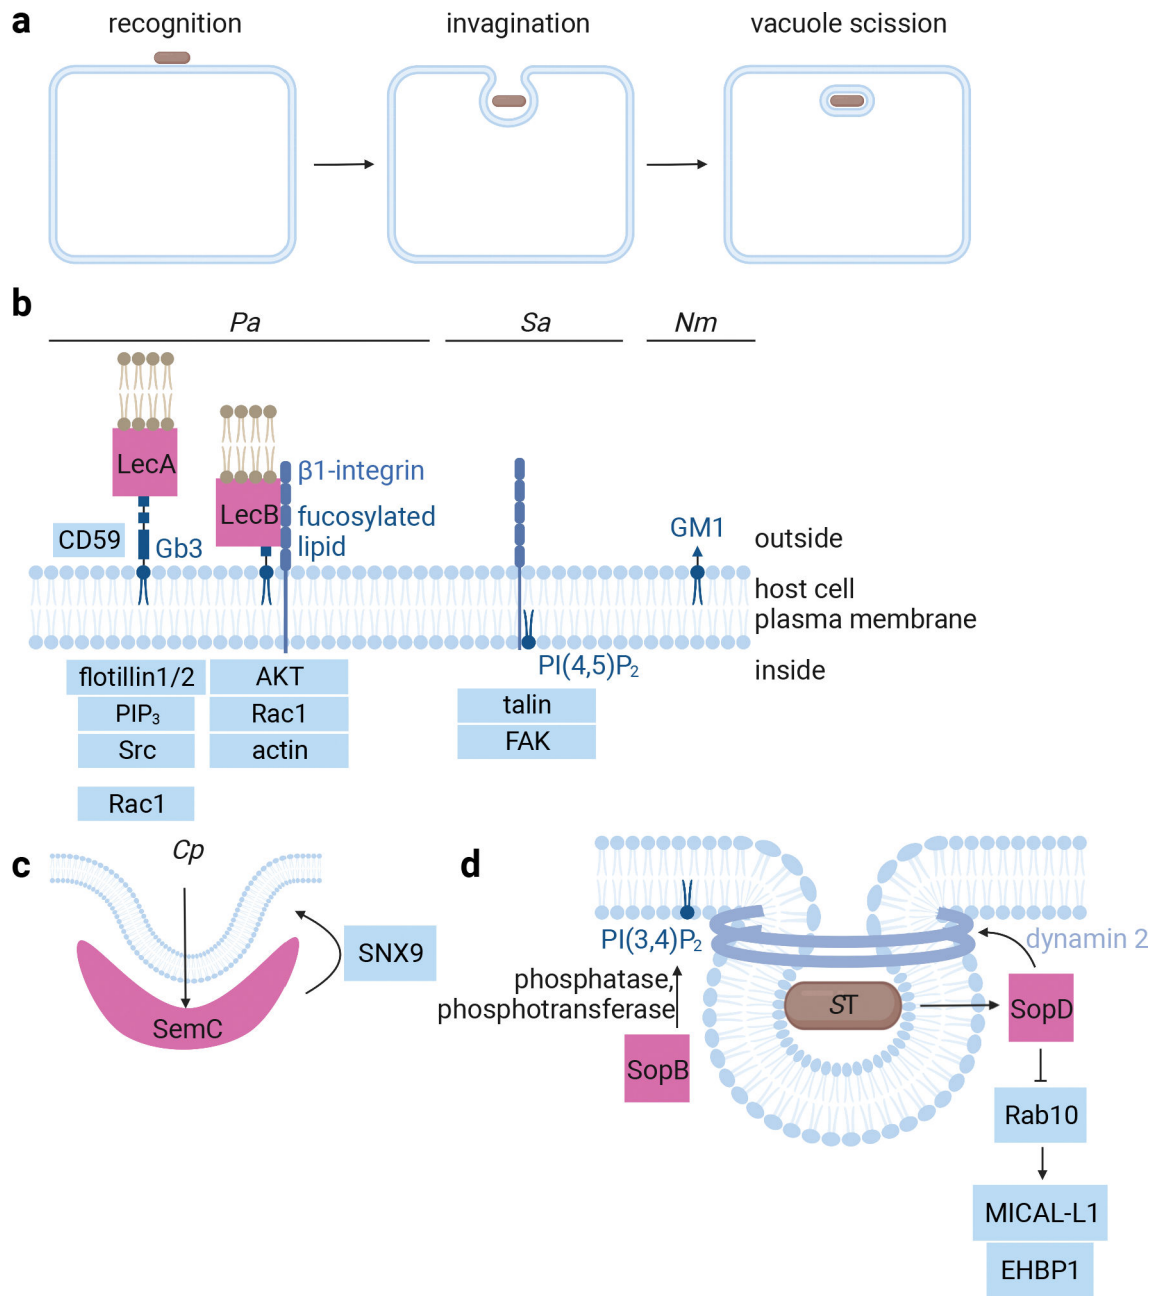 a
recognition
invagination
vacuole scission
b
Pa
Sa
Nm
LecA
LecB
β1-integrin
fucosylated
lipid
CD59
Gb3
GM1
outside
host cell
plasma membrane
inside
flotillin1/2
PIP₃
Src
Rac1
AKT
Rac1
actin
PI(4,5)P₂
talin
FAK
c
Cp
SNX9
SemC
d
PI(3,4)P₂
dynamin 2
phosphatase,
phosphotransferase
ST
SopD
SopB
Rab10
MICAL-L1
EHBP1